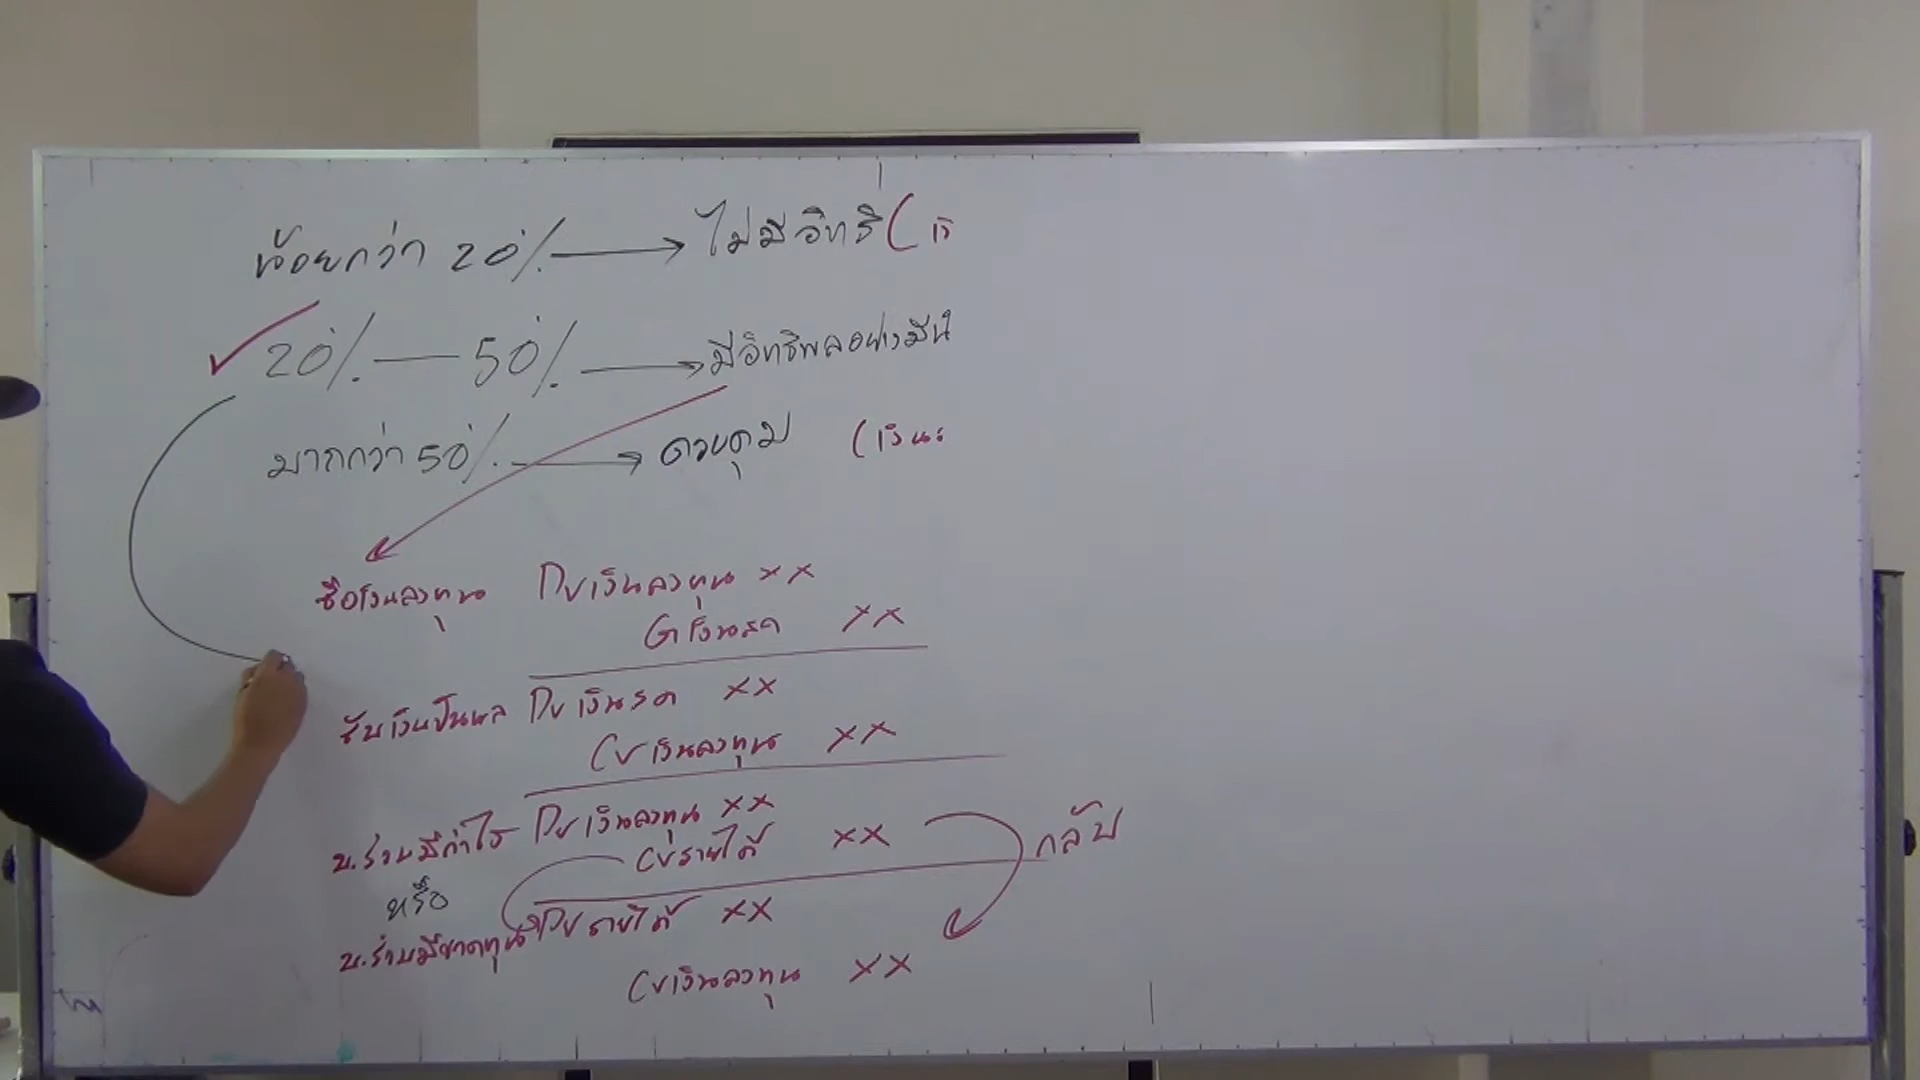 น้อยกว่า 20% → ไม่มีอิทธิ (เงิ
20% — 50% → มีอิทธิพลอย่างมีนั
มากกว่า 50% → ควบคุม (เงิน
ซื้อเงินลงทุน Dr เงินลงทุน xx
Cr เงินสด xx
รับเงินปันผล Dr เงินสด xx
Cr เงินลงทุน xx
บ.ร่วมมีกำไร Dr เงินลงทุน xx
Cr รายได้ xx กลับ
หรือ
บ.ร่วมมีขาดทุน Dr รายได้ xx
Cr เงินลงทุน xx